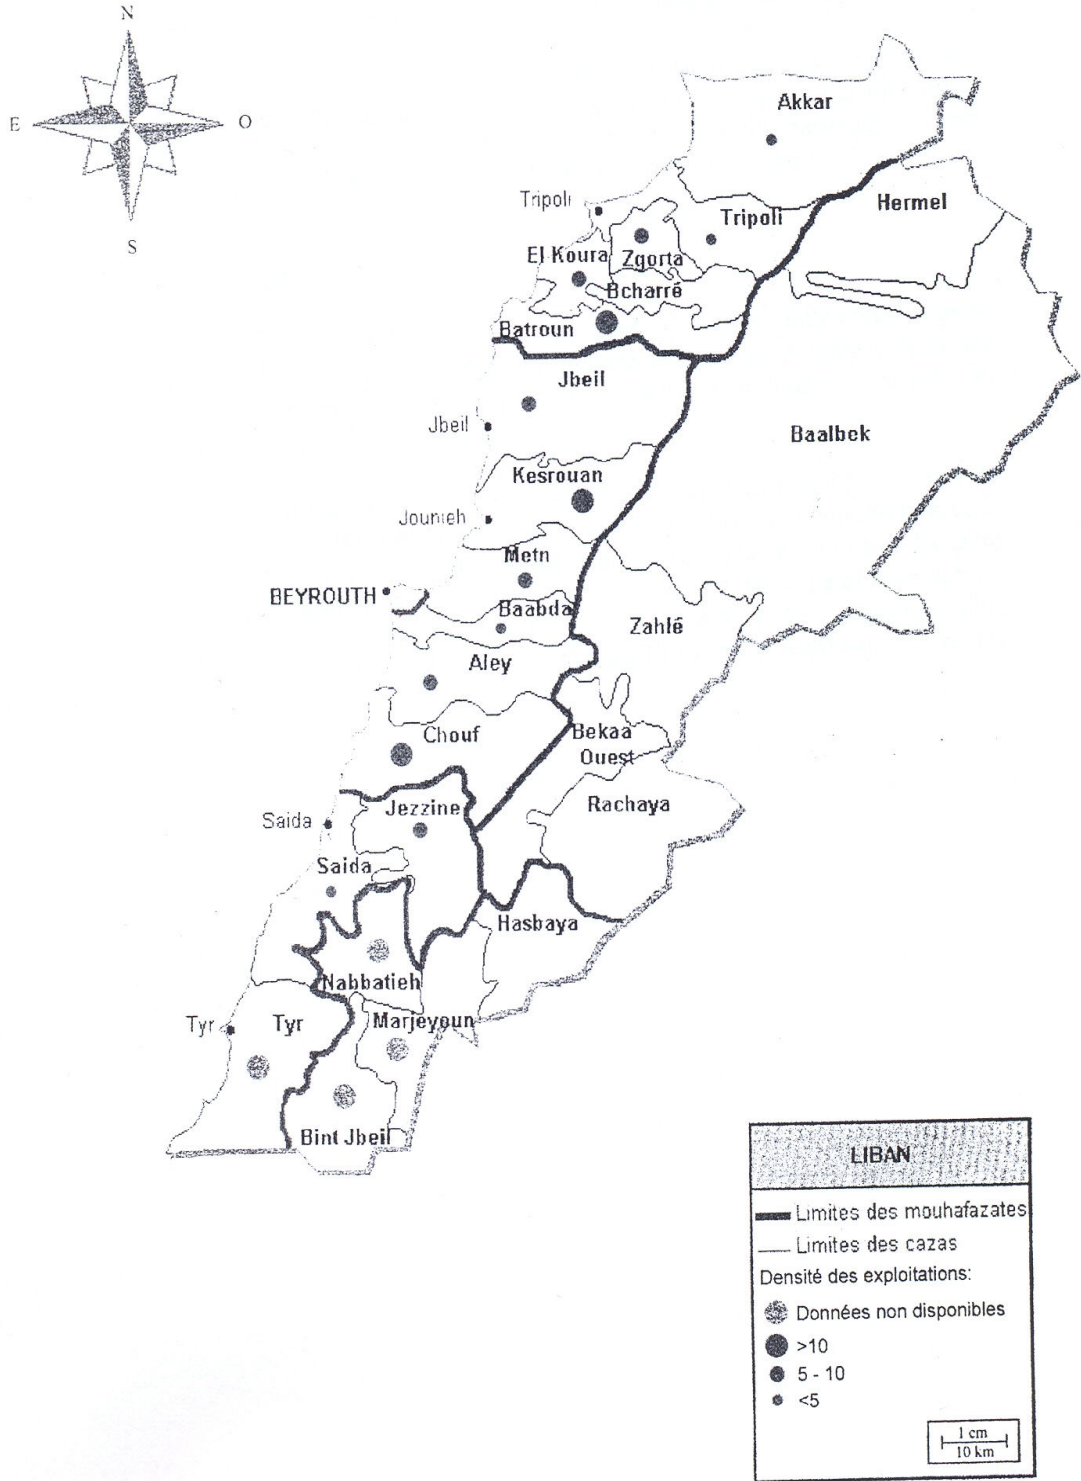 N
E
O
S
Akkar
Hermel
Tripoli
Tripoli
El Koura
Zgorta
Bcharré
Batroun
Jbeil
Jbeil
Baalbek
Kesrouan
Jounieh
Metn
BEYROUTH
Baabda
Zahlé
Aley
Chouf
Bekaa
Ouest
Rachaya
Jezzine
Saida
Saida
Hasbaya
Nabbatieh
Marjeyoun
Tyr
Tyr
Bint Jbeil
LIBAN
Limites des mouhafazates
Limites des cazas
Densité des exploitations:
Données non disponibles
>10
5 - 10
<5
1 cm
10 km